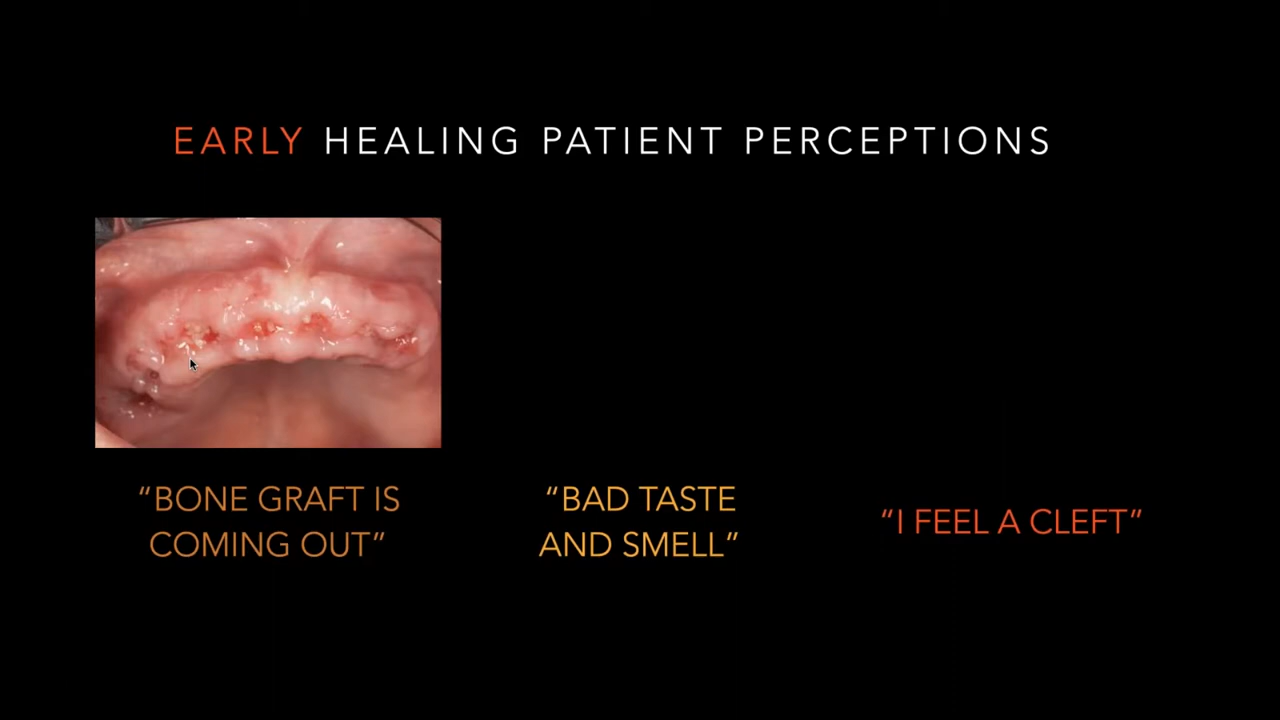 EARLY HEALING PATIENT PERCEPTIONS
“BONE GRAFT IS
COMING OUT”
“BAD TASTE
AND SMELL”
“I FEEL A CLEFT”